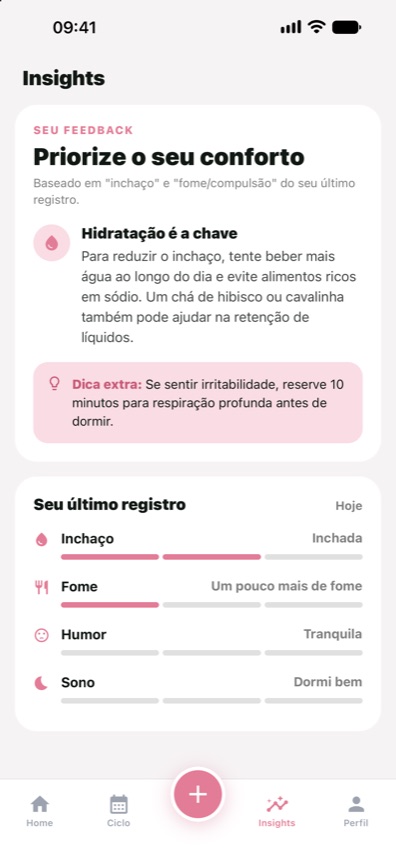 09:41
Insights
SEU FEEDBACK
Priorize o seu conforto
Baseado em "inchaço" e "fome/compulsão" do seu último
registro.
Hidratação é a chave
Para reduzir o inchaço, tente beber mais
água ao longo do dia e evite alimentos ricos
em sódio. Um chá de hibisco ou cavalinha
também pode ajudar na retenção de
líquidos.
Dica extra: Se sentir irritabilidade, reserve 10
minutos para respiração profunda antes de
dormir.
Seu último registro Hoje
Inchaço Inchada
Fome Um pouco mais de fome
Humor Tranquila
Sono Dormi bem
Home Ciclo Insights Perfil